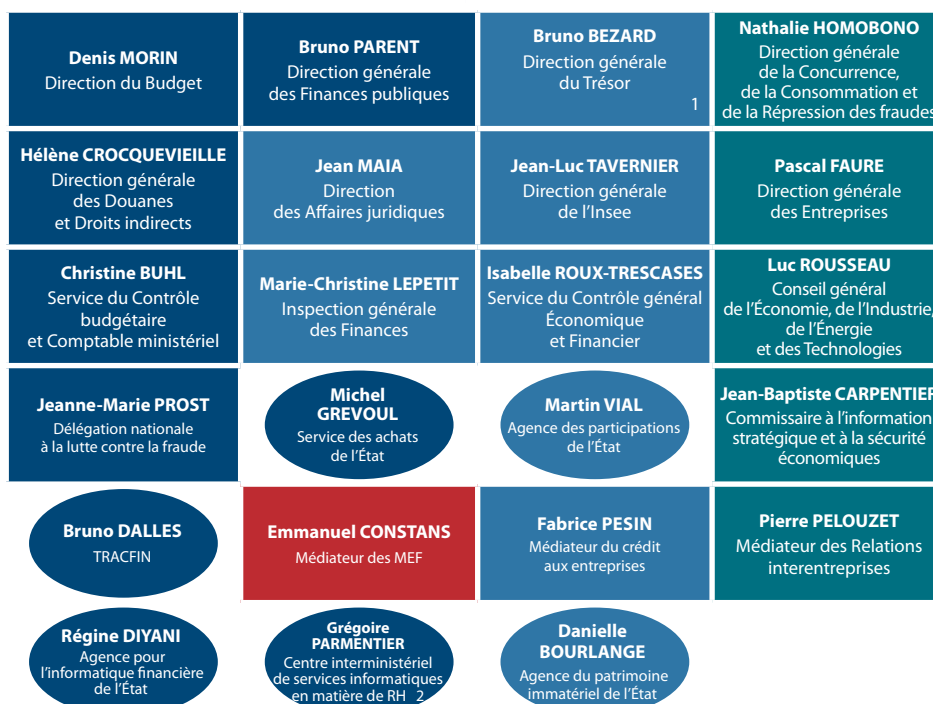 Denis MORIN
Direction du Budget
Bruno PARENT
Direction générale
des Finances publiques
Bruno BEZARD
Direction générale
du Trésor
1
Nathalie HOMOBONO
Direction générale
de la Concurrence,
de la Consommation et
de la Répression des fraudes
Hélène CROCQUEVIEILLE
Direction générale
des Douanes
et Droits indirects
Jean MAIA
Direction
des Affaires juridiques
Jean-Luc TAVERNIER
Direction générale
de l'Insee
Pascal FAURE
Direction générale
des Entreprises
Christine BUHL
Service du Contrôle
budgétaire
et Comptable ministériel
Marie-Christine LEPETIT
Inspection générale
des Finances
Isabelle ROUX-TRESCASES
Service du Contrôle général
Économique
et Financier
Luc ROUSSEAU
Conseil général
de l'Économie, de l'Industrie,
de l'Énergie
et des Technologies
Jeanne-Marie PROST
Délégation nationale
à la lutte contre la fraude
Michel
GREVOUL
Service des achats
de l'État
Martin VIAL
Agence des participations
de l'État
Jean-Baptiste CARPENTIER
Commissaire à l'information
stratégique et à la sécurité
économiques
Bruno DALLES
TRACFIN
Emmanuel CONSTANS
Médiateur des MEF
Fabrice PESIN
Médiateur du crédit
aux entreprises
Pierre PELOUZET
Médiateur des Relations
interentreprises
Régine DIYANI
Agence pour
l'informatique financière
de l'État
Grégoire
PARMENTIER
Centre interministériel
de services informatiques
en matière de RH 2
Danielle
BOURLANGE
Agence du patrimoine
immatériel de l'État